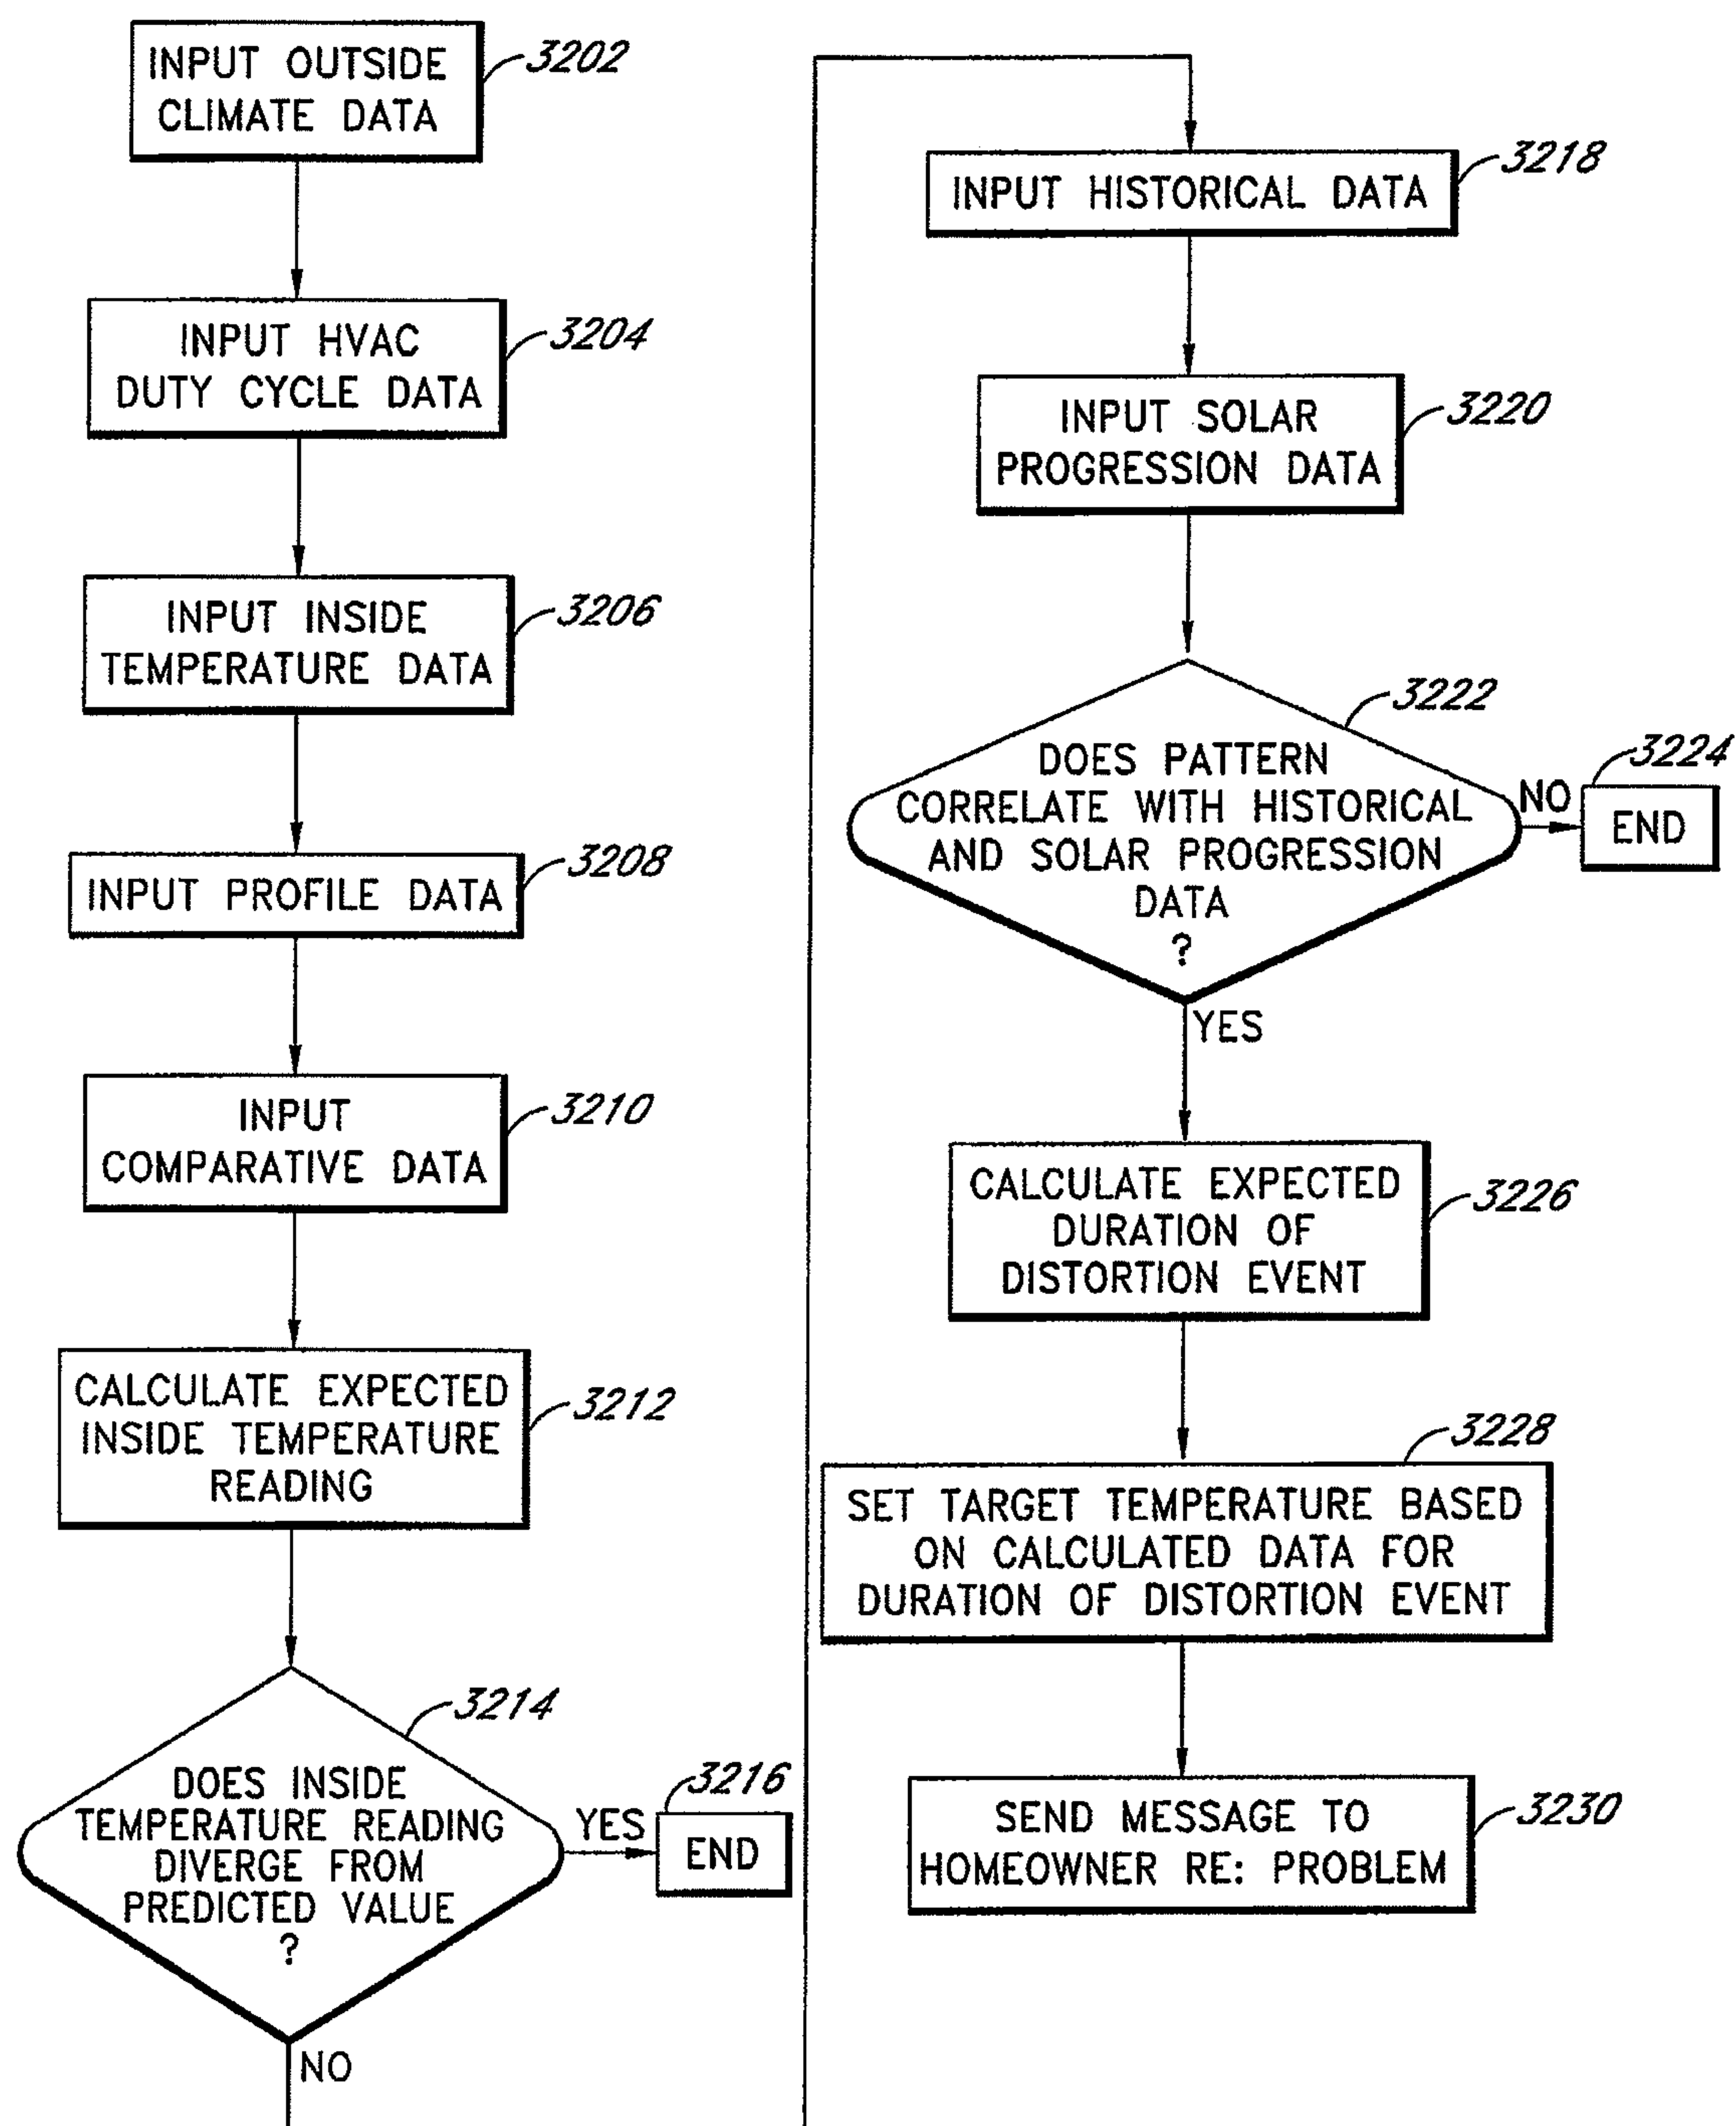 INPUT OUTSIDE
CLIMATE DATA
3202
INPUT HVAC
DUTY CYCLE DATA
3204
INPUT INSIDE
TEMPERATURE DATA
3206
INPUT PROFILE DATA
3208
INPUT
COMPARATIVE DATA
3210
CALCULATE EXPECTED
INSIDE TEMPERATURE
READING
3212
3214
DOES INSIDE
TEMPERATURE READING
DIVERGE FROM
PREDICTED VALUE
?
YES
3216
END
NO
INPUT HISTORICAL DATA
3218
INPUT SOLAR
PROGRESSION DATA
3220
3222
DOES PATTERN
CORRELATE WITH HISTORICAL
AND SOLAR PROGRESSION
DATA
?
NO
3224
END
YES
CALCULATE EXPECTED
DURATION OF
DISTORTION EVENT
3226
3228
SET TARGET TEMPERATURE BASED
ON CALCULATED DATA FOR
DURATION OF DISTORTION EVENT
SEND MESSAGE TO
HOMEOWNER RE: PROBLEM
3230